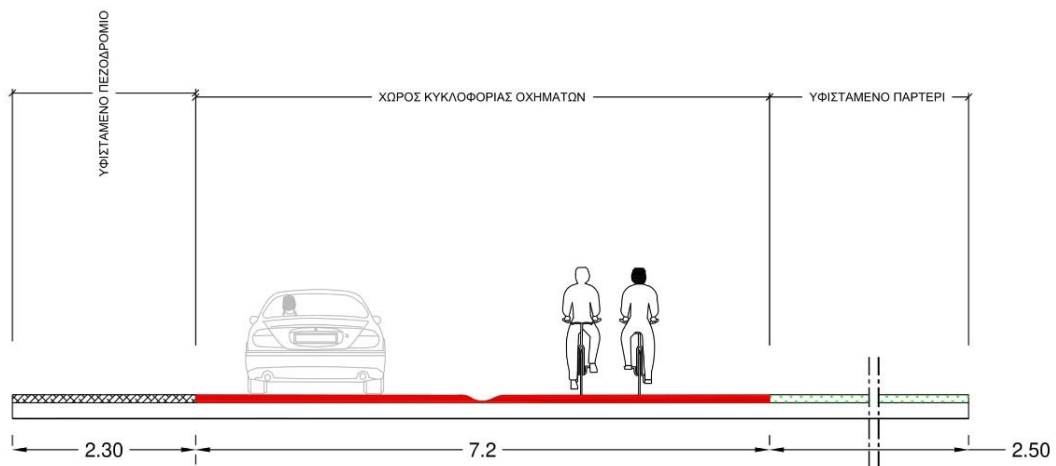 ΥΦΙΣΤΑΜΕΝΟ ΠΕΖΟΔΡΟΜΙΟ
ΧΩΡΟΣ ΚΥΚΛΟΦΟΡΙΑΣ ΟΧΗΜΑΤΩΝ
ΥΦΙΣΤΑΜΕΝΟ ΠΑΡΤΕΡΙ
2.30
7.2
2.50